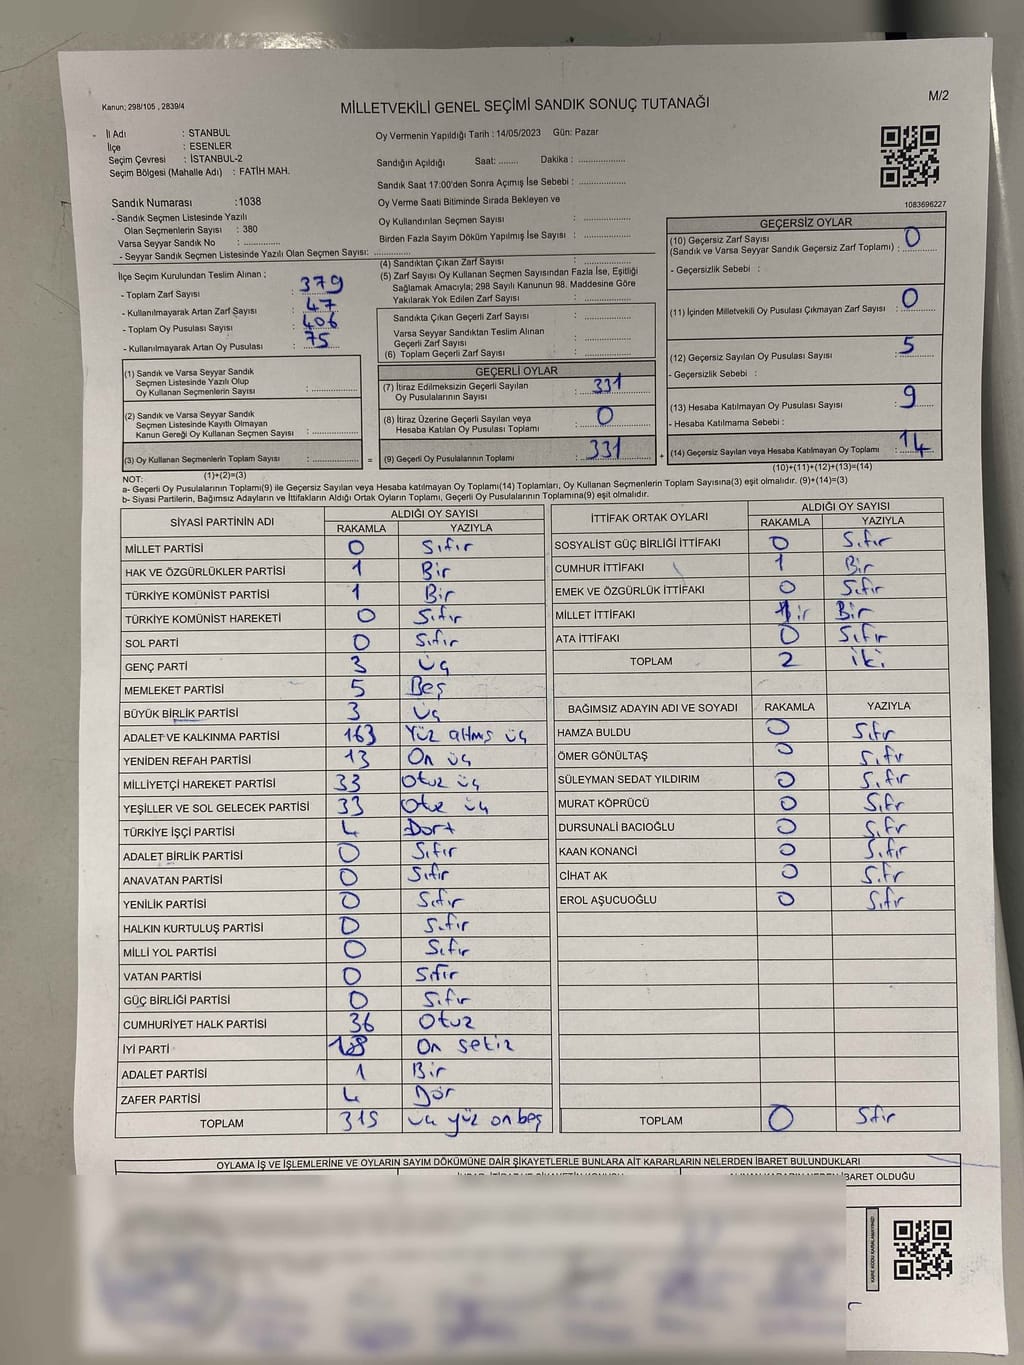 Kanun; 298/105 , 2839/4
MİLLETVEKİLİ GENEL SEÇİMİ SANDIK SONUÇ TUTANAĞI
M/2
İl Adı : STANBUL
İlçe : ESENLER
Seçim Çevresi : İSTANBUL-2
Seçim Bölgesi (Mahalle Adı) : FATİH MAH.
Oy Vermenin Yapıldığı Tarih : 14/05/2023 Gün: Pazar
Sandığın Açıldığı Saat: ........ Dakika : ................
Sandık Saat 17:00'den Sonra Açımış İse Sebebi : ................
Oy Verme Saati Bitiminde Sırada Bekleyen ve
Oy Kullandırılan Seçmen Sayısı : ................
Birden Fazla Sayım Döküm Yapılmış İse Sayısı : ................
1083696227
Sandık Numarası :1038
- Sandık Seçmen Listesinde Yazılı
Olan Seçmenlerin Sayısı : 380
Varsa Seyyar Sandık No : ................
- Seyyar Sandık Seçmen Listesinde Yazılı Olan Seçmen Sayısı: ................
İlçe Seçim Kurulundan Teslim Alınan ;
- Toplam Zarf Sayısı : 379
- Kullanılmayarak Artan Zarf Sayısı : 47
- Toplam Oy Pusulası Sayısı : 406
- Kullanılmayarak Artan Oy Pusulası : 75
(1) Sandık ve Varsa Seyyar Sandık
Seçmen Listesinde Yazılı Olup
Oy Kullanan Seçmenlerin Sayısı : ................
(2) Sandık ve Varsa Seyyar Sandık
Seçmen Listesinde Kayıtlı Olmayan
Kanun Gereği Oy Kullanan Seçmen Sayısı : ................
(3) Oy Kullanan Seçmenlerin Toplam Sayısı : ................ =
(1)+(2)=(3)
(4) Sandıktan Çıkan Zarf Sayısı : ................
(5) Zarf Sayısı Oy Kullanan Seçmen Sayısından Fazla İse, Eşitliği
Sağlamak Amacıyla; 298 Sayılı Kanunun 98. Maddesine Göre
Yakılarak Yok Edilen Zarf Sayısı : ................
Sandıkta Çıkan Geçerli Zarf Sayısı : ................
Varsa Seyyar Sandıktan Teslim Alınan
Geçerli Zarf Sayısı : ................
(6) Toplam Geçerli Zarf Sayısı : ................
GEÇERLİ OYLAR
(7) İtiraz Edilmeksizin Geçerli Sayılan
Oy Pusulalarının Sayısı : 331
(8) İtiraz Üzerine Geçerli Sayılan veya
Hesaba Katılan Oy Pusulası Toplamı : 0
(9) Geçerli Oy Pusulalarının Toplamı : 331 +
GEÇERSİZ OYLAR
(10) Geçersiz Zarf Sayısı
(Sandık ve Varsa Seyyar Sandık Geçersiz Zarf Toplamı) : 0
- Geçersizlik Sebebi :
(11) İçinden Milletvekili Oy Pusulası Çıkmayan Zarf Sayısı : 0
(12) Geçersiz Sayılan Oy Pusulası Sayısı : 5
- Geçersizlik Sebebi :
(13) Hesaba Katılmayan Oy Pusulası Sayısı : 9
- Hesaba Katılmama Sebebi :
(14) Geçersiz Sayılan veya Hesaba Katılmayan Oy Toplamı : 14
(10)+(11)+(12)+(13)=(14)
NOT:
a- Geçerli Oy Pusulalarının Toplamı(9) ile Geçersiz Sayılan veya Hesaba katılmayan Oy Toplamı(14) Toplamları, Oy Kullanan Seçmenlerin Toplam Sayısına(3) eşit olmalıdır. (9)+(14)=(3)
b- Siyasi Partilerin, Bağımsız Adayların ve İttifakların Aldığı Ortak Oyların Toplamı, Geçerli Oy Pusulalarının Toplamına(9) eşit olmalıdır.
SİYASİ PARTİNİN ADI ALDIĞI OY SAYISI
RAKAMLA YAZIYLA
MİLLET PARTİSİ 0 Sıfır
HAK VE ÖZGÜRLÜKLER PARTİSİ 1 Bir
TÜRKİYE KOMÜNİST PARTİSİ 1 Bir
TÜRKİYE KOMÜNİST HAREKETİ 0 Sıfır
SOL PARTİ 0 Sıfır
GENÇ PARTİ 3 üç
MEMLEKET PARTİSİ 5 Beş
BÜYÜK BİRLİK PARTİSİ 3 üç
ADALET VE KALKINMA PARTİSİ 163 Yüz altmış üç
YENİDEN REFAH PARTİSİ 13 On üç
MİLLİYETÇİ HAREKET PARTİSİ 33 Otuz üç
YEŞİLLER VE SOL GELECEK PARTİSİ 33 Otuz üç
TÜRKİYE İŞÇİ PARTİSİ 4 Dört
ADALET BİRLİK PARTİSİ 0 Sıfır
ANAVATAN PARTİSİ 0 Sıfır
YENİLİK PARTİSİ 0 Sıfır
HALKIN KURTULUŞ PARTİSİ 0 Sıfır
MİLLİ YOL PARTİSİ 0 Sıfır
VATAN PARTİSİ 0 Sıfır
GÜÇ BİRLİĞİ PARTİSİ 0 Sıfır
CUMHURİYET HALK PARTİSİ 36 Otuz
İYİ PARTİ On sekiz
ADALET PARTİSİ 1 Bir
ZAFER PARTİSİ 4 Dör
TOPLAM 315 üç yüz on beş
İTTİFAK ORTAK OYLARI ALDIĞI OY SAYISI
RAKAMLA YAZIYLA
SOSYALİST GÜÇ BİRLİĞİ İTTİFAKI 0 Sıfır
CUMHUR İTTİFAKI 1 Bir
EMEK VE ÖZGÜRLÜK İTTİFAKI 0 Sıfır
MİLLET İTTİFAKI 1ir Bir
ATA İTTİFAKI 0 Sıfır
TOPLAM 2 iki
BAĞIMSIZ ADAYIN ADI VE SOYADI RAKAMLA YAZIYLA
HAMZA BULDU 0 Sıfır
ÖMER GÖNÜLTAŞ 0 Sıfır
SÜLEYMAN SEDAT YILDIRIM 0 Sıfır
MURAT KÖPRÜCÜ 0 Sıfr
DURSUNALİ BACIOĞLU 0 Sıfır
KAAN KONANCİ 0 Sıfır
CİHAT AK 0 Sıfr
EROL AŞUCUOĞLU 0 Sıfır
TOPLAM 0 Sfır
OYLAMA İŞ VE İŞLEMLERİNE VE OYLARIN SAYIM DÖKÜMÜNE DAİR ŞİKAYETLERLE BUNLARA AİT KARARLARIN NELERDEN İBARET BULUNDUKLARI
İBARET OLDUĞU